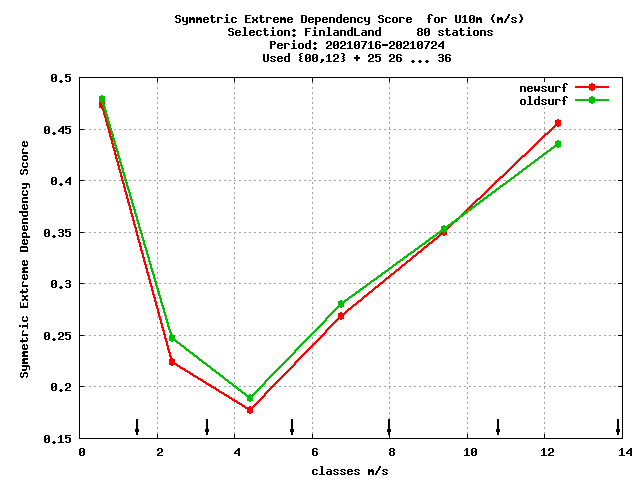 Symmetric Extreme Dependency Score  for U10m (m/s)
Selection: FinlandLand     80 stations
Period: 20210716-20210724
Used {00,12} + 25 26 ... 36
newsurf
oldsurf
Symmetric Extreme Dependency Score
0.5
0.45
0.4
0.35
0.3
0.25
0.2
0.15
0 2 4 6 8 10 12 14
classes m/s